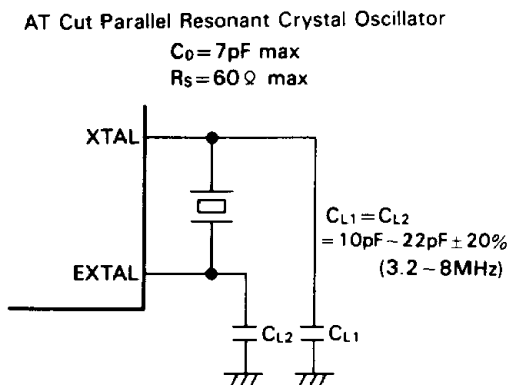 AT Cut Parallel Resonant Crystal Oscillator
C₀=7pF max
Rs=60Ω max
XTAL
CL1=CL2
=10pF~22pF±20%
(3.2~8MHz)
EXTAL
CL2
CL1